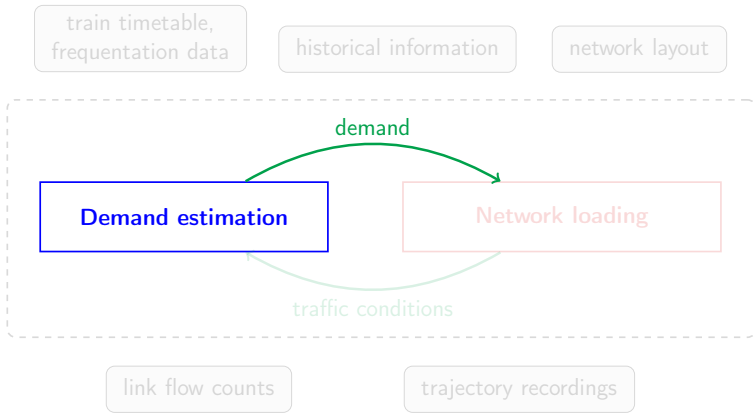 train timetable,
frequentation data
historical information
network layout
demand
Demand estimation
Network loading
traffic conditions
link flow counts
trajectory recordings